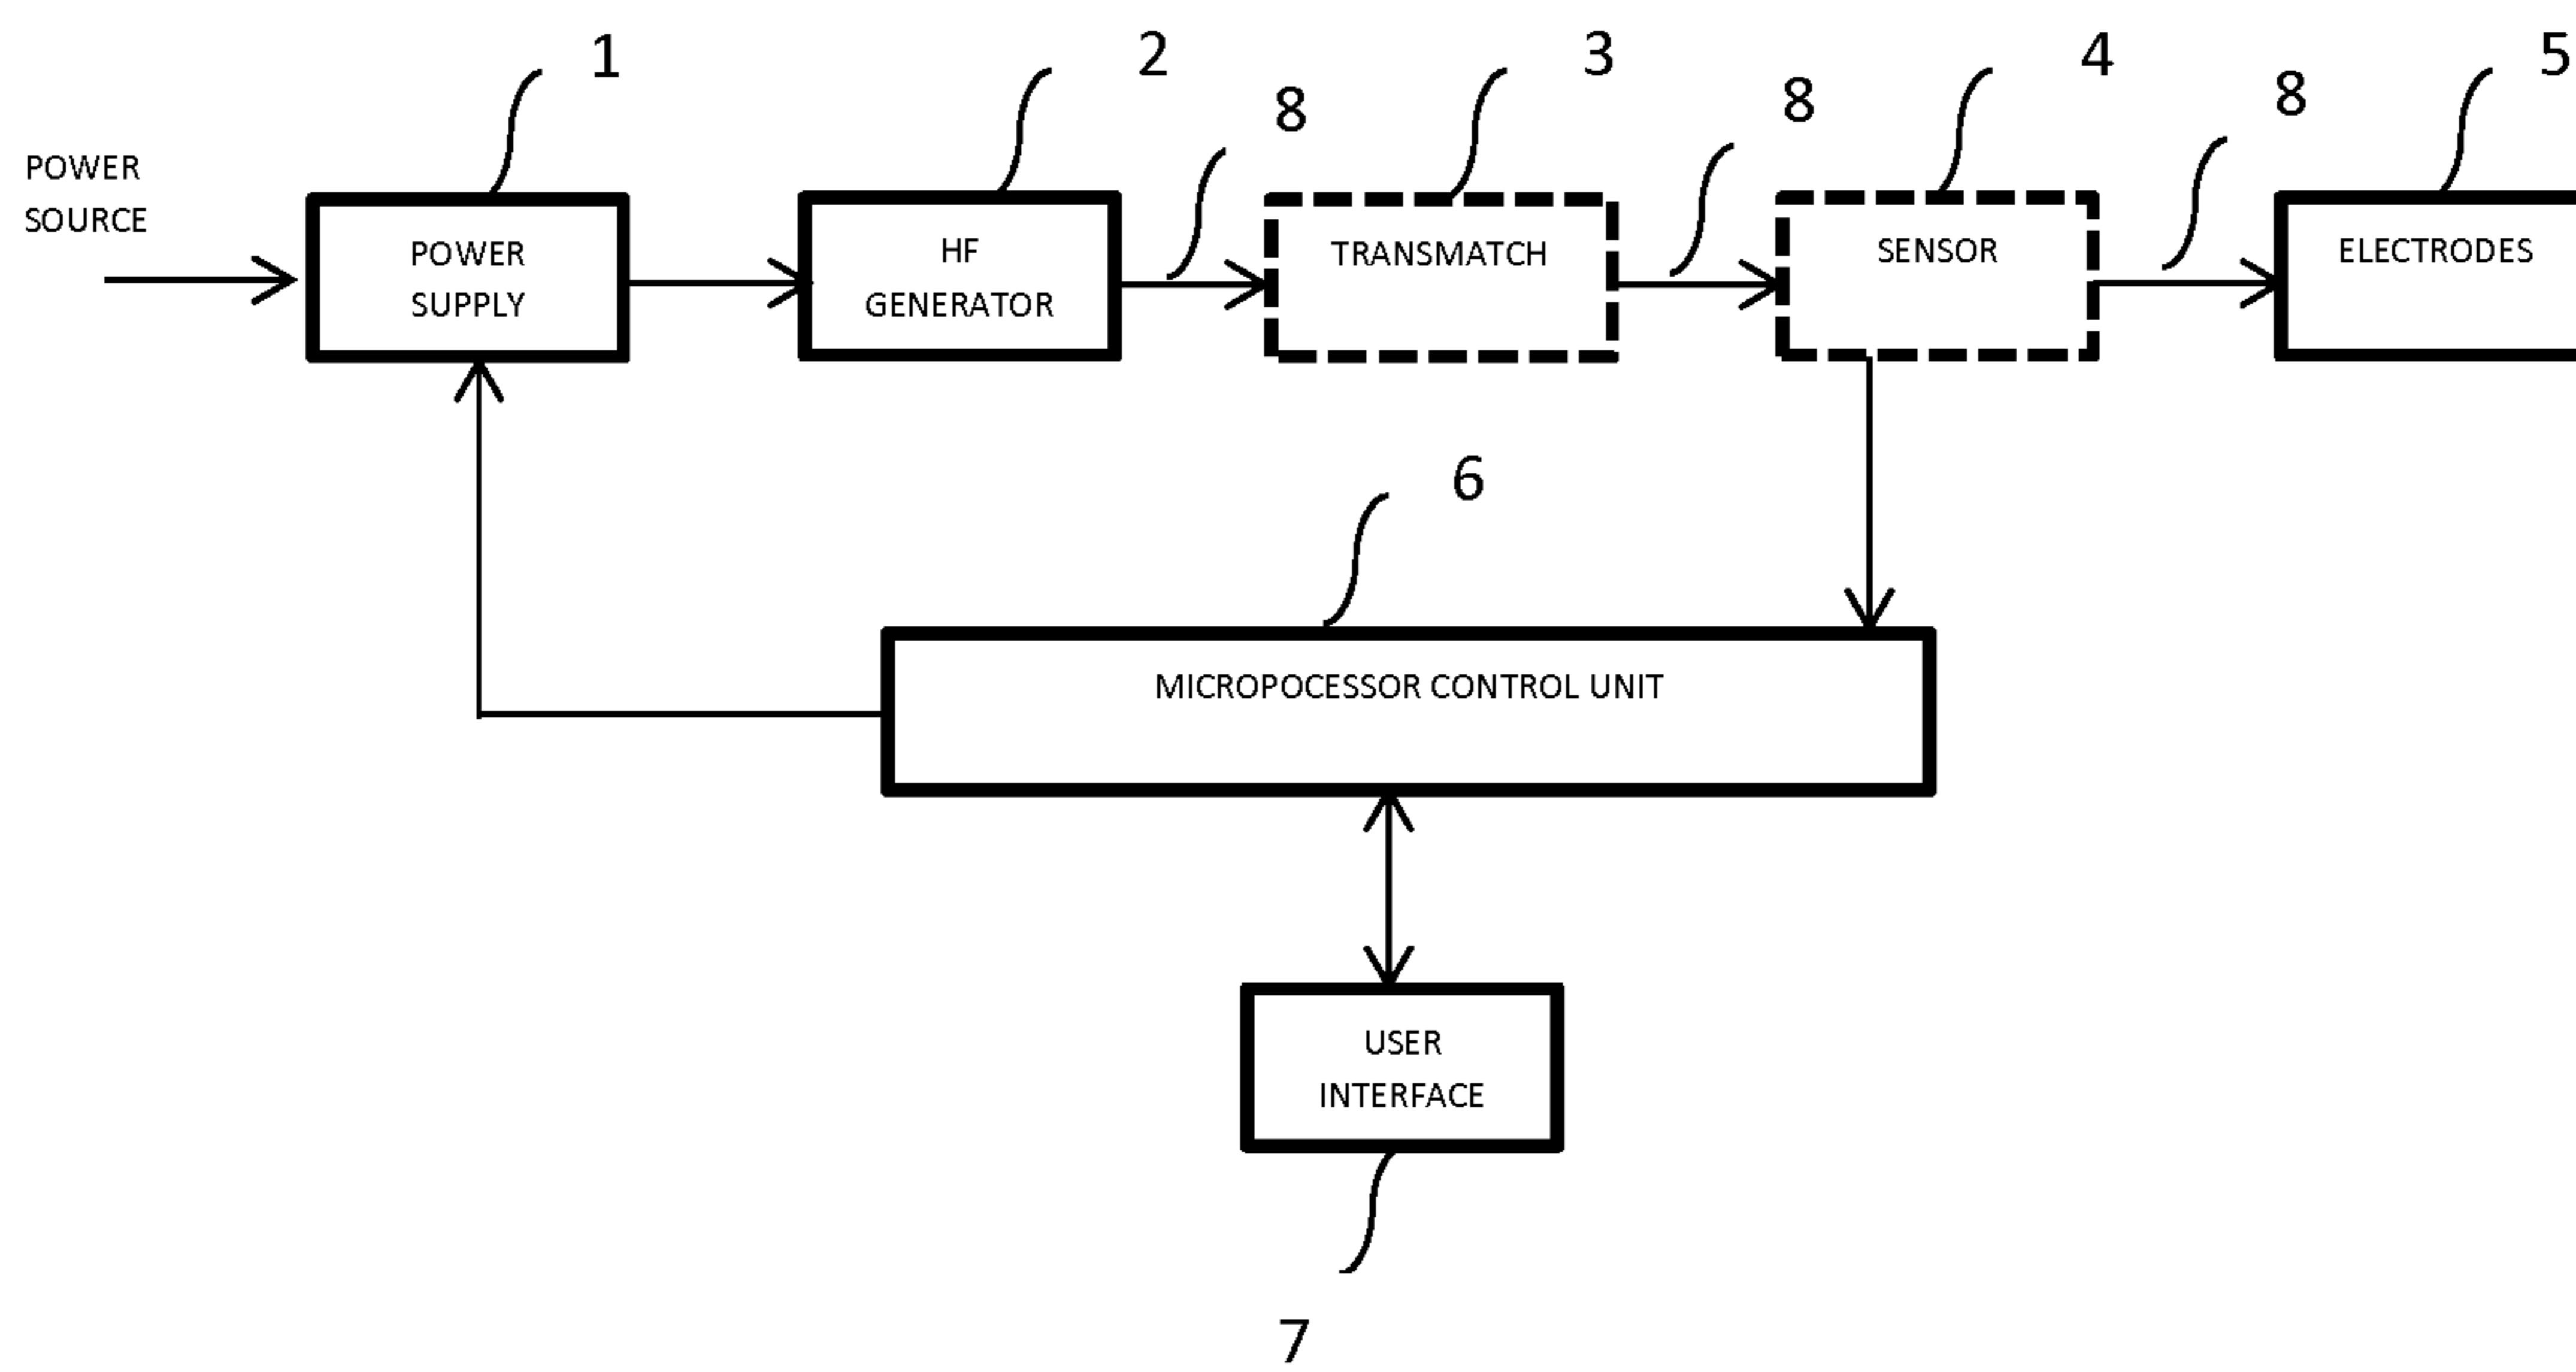 1
2
3
4
5
8
8
8
POWER
SOURCE
POWER
SUPPLY
HF
GENERATOR
TRANSMATCH
SENSOR
ELECTRODES
6
MICROPOCESSOR CONTROL UNIT
USER
INTERFACE
7